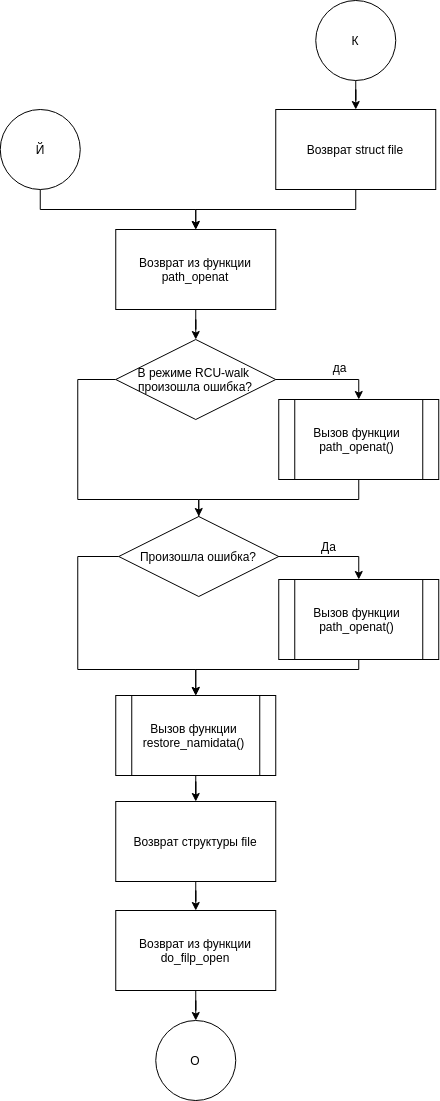 К
Й
Возврат struct file
Возврат из функции
path_openat
В режиме RCU-walk
произошла ошибка?
да
Вызов функции
path_openat()
Произошла ошибка?
Да
Вызов функции
path_openat()
Вызов функции
restore_namidata()
Возврат структуры file
Возврат из функции
do_filp_open
О